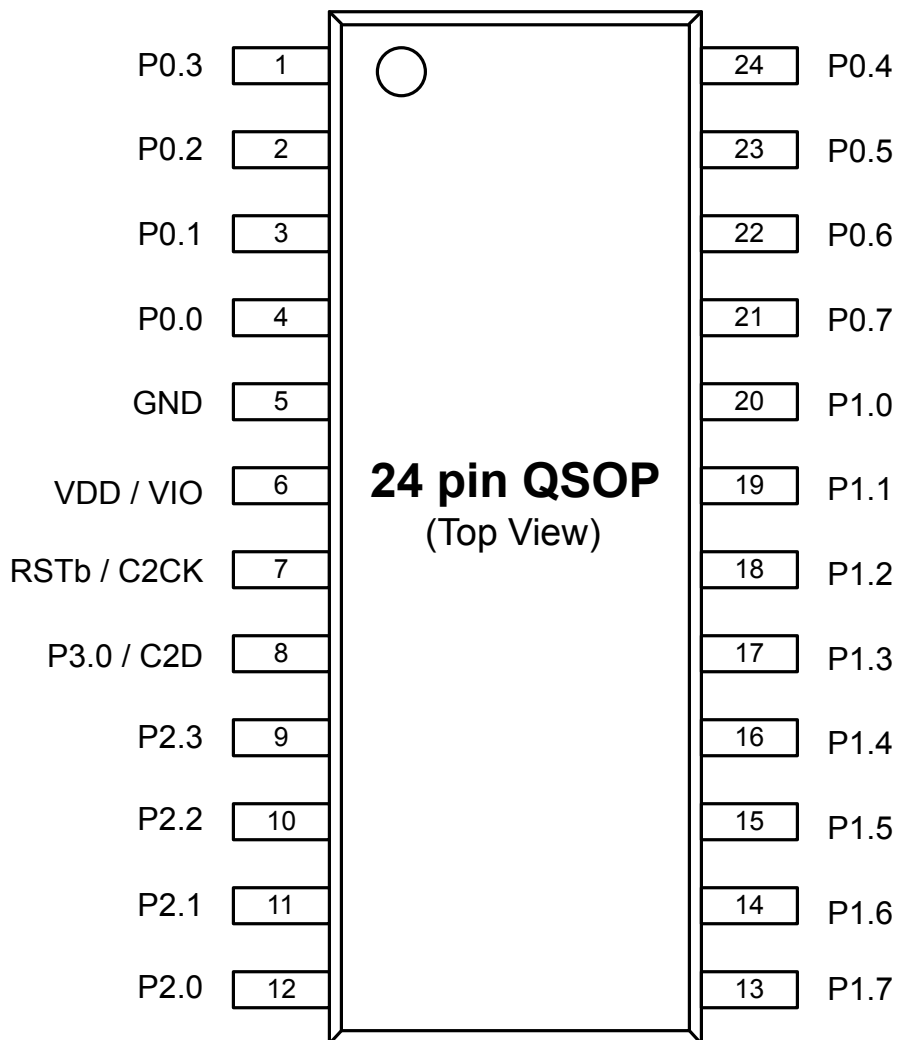 P0.3 1 24 P0.4
P0.2 2 23 P0.5
P0.1 3 22 P0.6
P0.0 4 21 P0.7
GND 5 20 P1.0
24 pin QSOP
VDD / VIO 6 19 P1.1
(Top View)
RSTb / C2CK 7 18 P1.2
P3.0 / C2D 8 17 P1.3
P2.3 9 16 P1.4
P2.2 10 15 P1.5
P2.1 11 14 P1.6
P2.0 12 13 P1.7